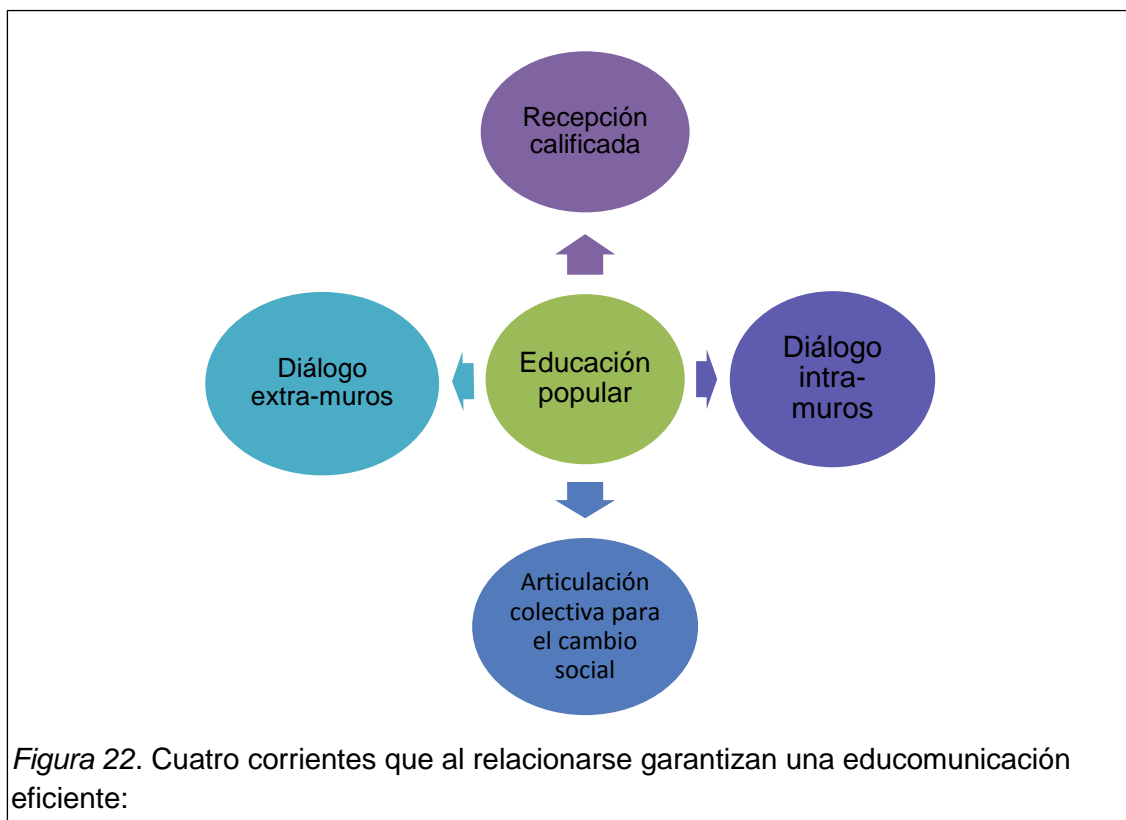 Recepción
calificada
Diálogo
extra-muros
Educación
popular
Diálogo
intra-
muros
Articulación
colectiva para
el cambio
social
Figura 22. Cuatro corrientes que al relacionarse garantizan una educomunicación
eficiente: